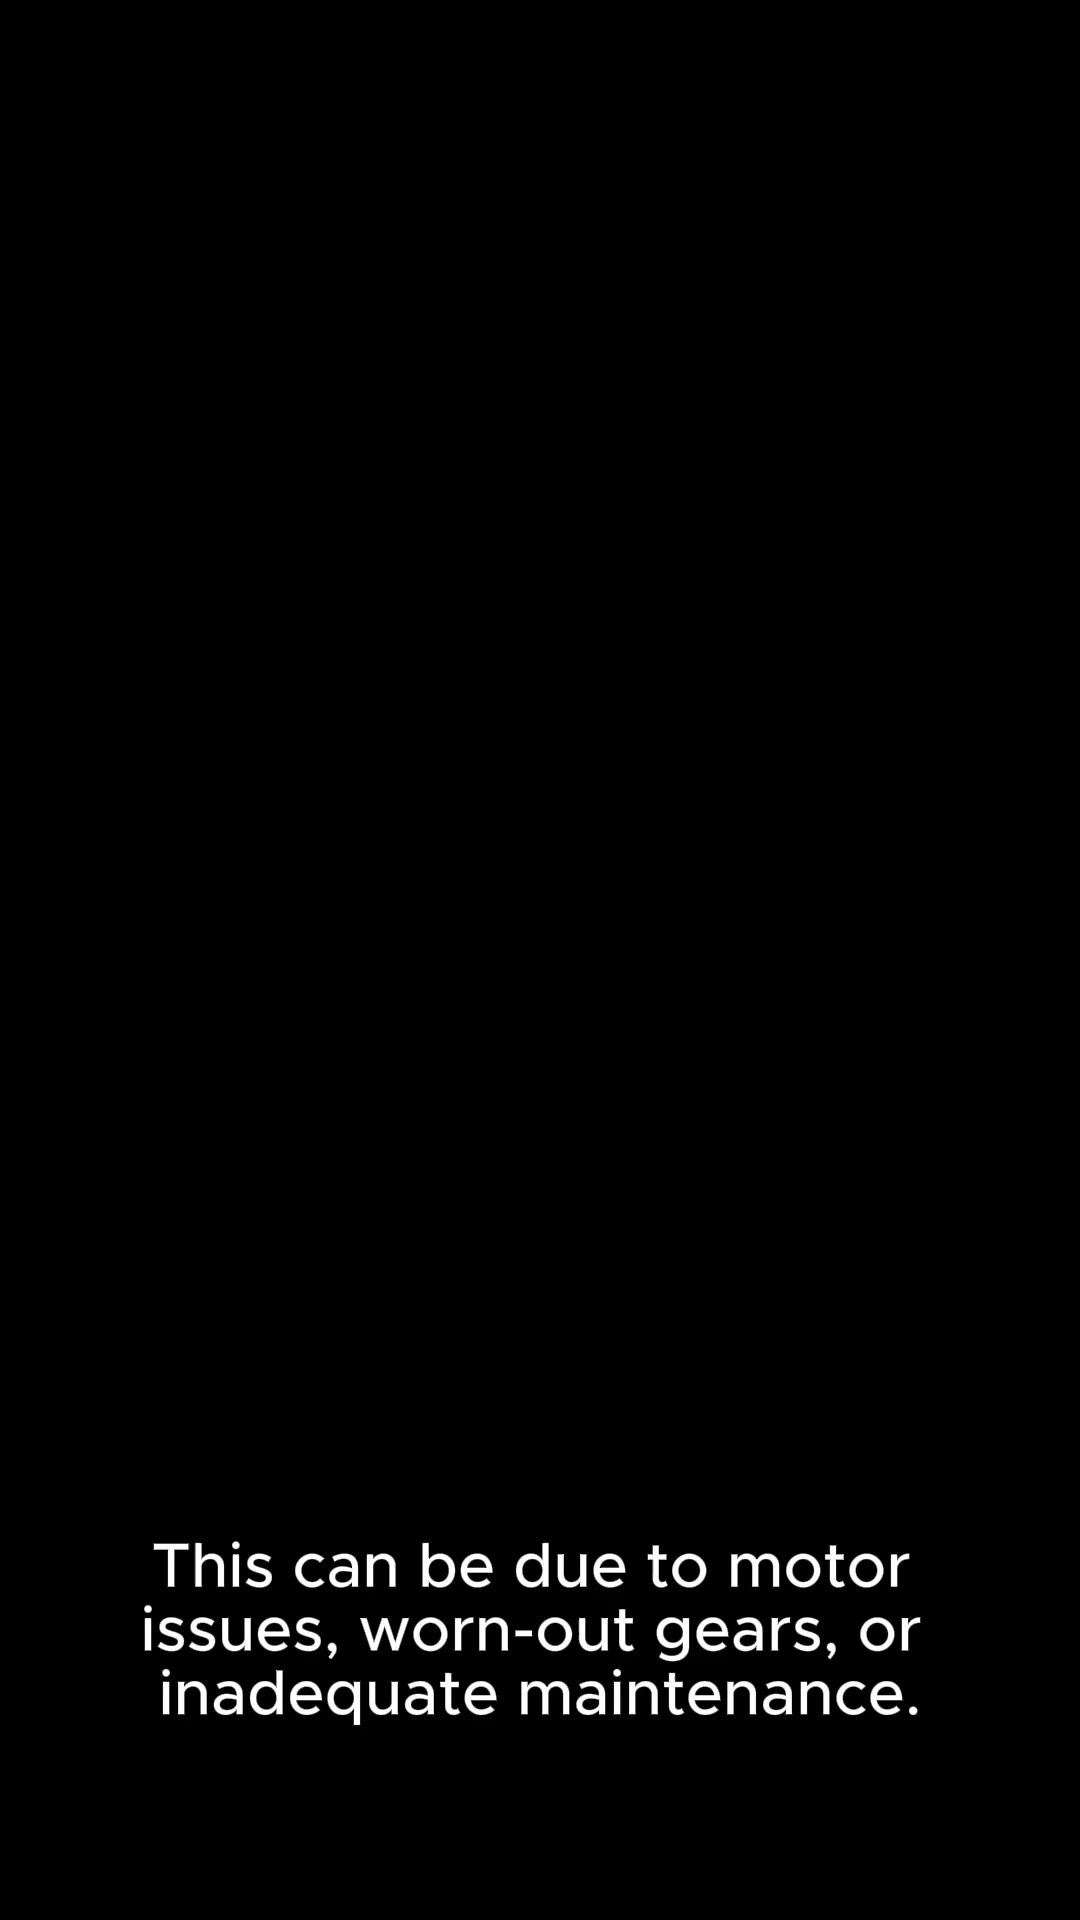 This can be due to motor
issues, worn-out gears, or
inadequate maintenance.